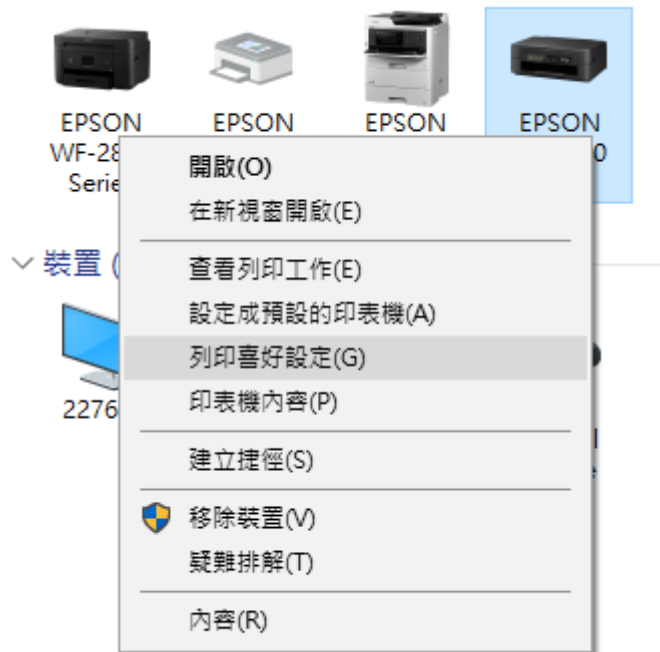 EPSON
EPSON
EPSON
EPSON
WF-28
0
Serie
開啟(O)
在新視窗開啟(E)
裝置 (
查看列印工作(E)
設定成預設的印表機(A)
列印喜好設定(G)
印表機內容(P)
2276
建立捷徑(S)
移除裝置(V)
疑難排解(T)
內容(R)